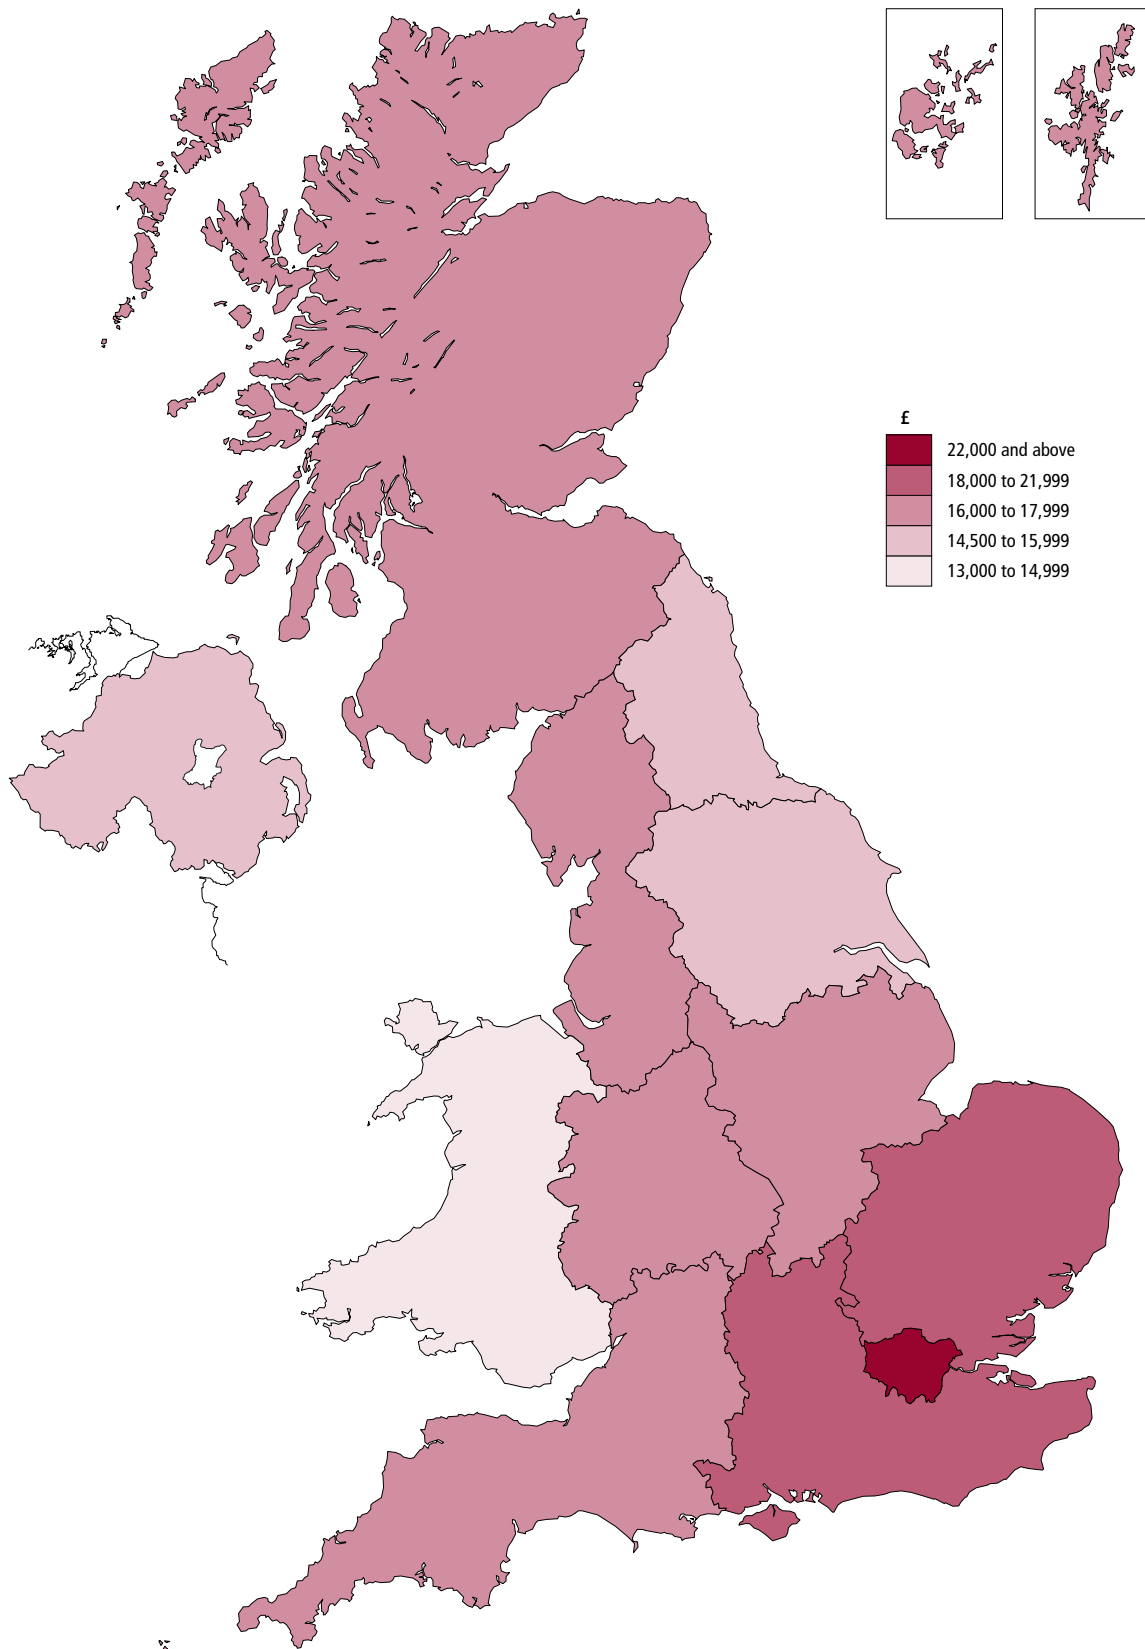 £
22,000 and above
18,000 to 21,999
16,000 to 17,999
14,500 to 15,999
13,000 to 14,999